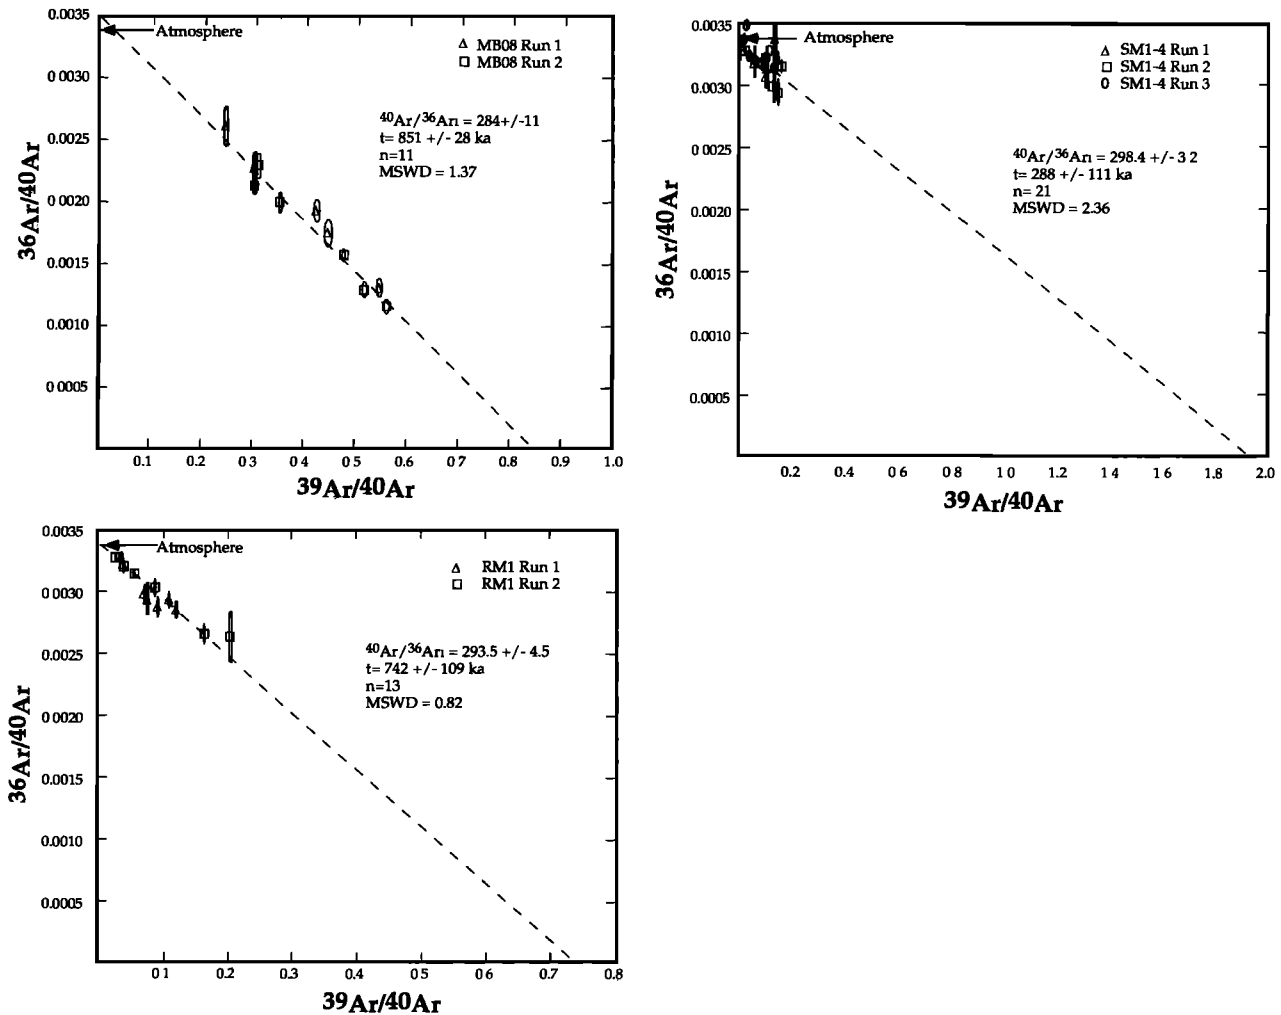 0.0035
Atmosphere
MB08 Run 1
MB08 Run 2
0.0030
0.0025
0.0020
0.0015
0.0010
0 0005
40Ar/36Arı = 284+/-11
t= 851 +/- 28 ka
n=11
MSWD = 1.37
36Ar/40Ar
0.1 0.2 0 3 0 4 0.5 0.6 0.7 0.8 0.9 1.0
39Ar/40Ar
0.0035
Atmosphere
SM1-4 Run 1
SM1-4 Run 2
SM1-4 Run 3
0.0030
0.0025
0.0020
0.0015
0.0010
0.0005
40Ar/36Arı = 298.4 +/- 3 2
t= 288 +/- 111 ka
n= 21
MSWD = 2.36
36Ar/40Ar
0.2 0.4 0 6 0.8 1 0 1.2 1 4 1 6 1.8 2.0
39Ar/40Ar
0.0035
Atmosphere
RM1 Run 1
RM1 Run 2
0.0030
0.0025
0 0020
0.0015
0.0010
0.0005
40Ar/36Arı = 293.5 +/- 4.5
t= 742 +/- 109 ka
n=13
MSWD = 0.82
36Ar/40Ar
0 1 0.2 0.3 0.4 0.5 0.6 0.7 0.8
39Ar/40Ar